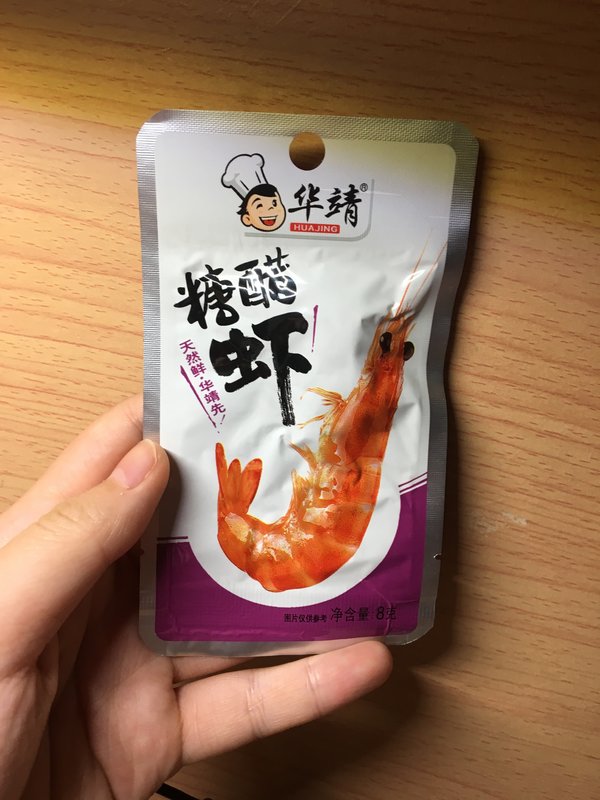 华靖®
HUAJING
糖醋
虾
天然鲜·华靖先!
图片仅供参考 净含量:8克